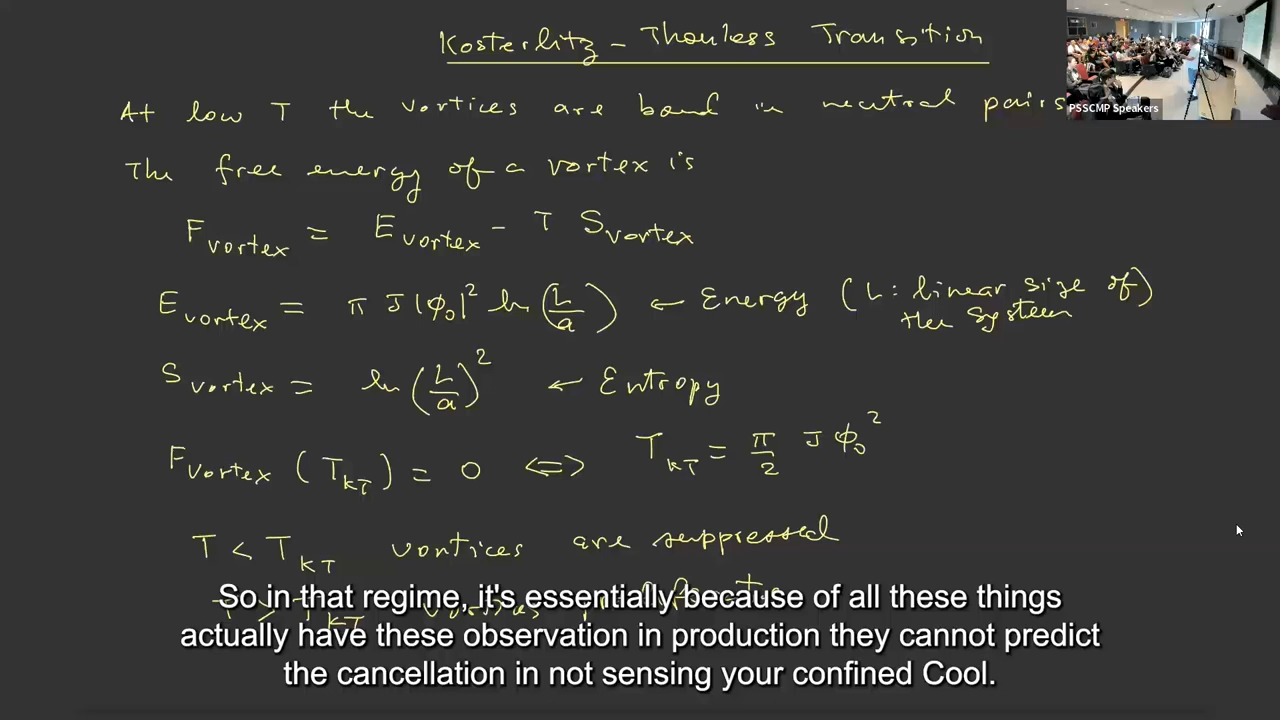 Kosterlitz - Thouless Transition
At low T the vortices are bound in neutral pairs
PSSCMP Speakers
The free energy of a vortex is
F_vortex = E_vortex - T S_vortex
E_vortex = π J |ϕ₀|² ln (L/a) ← Energy (L: linear size of the system)
S_vortex = ln (L/a)² ← Entropy
F_vortex (T_KT) = 0 ⇔ T_KT = π/2 J ϕ₀²
T < T_KT vortices are suppressed
T > T_KT vortices
So in that regime, it's essentially because of all these things
actually have these observation in production they cannot predict
the cancellation in not sensing your confined Cool.